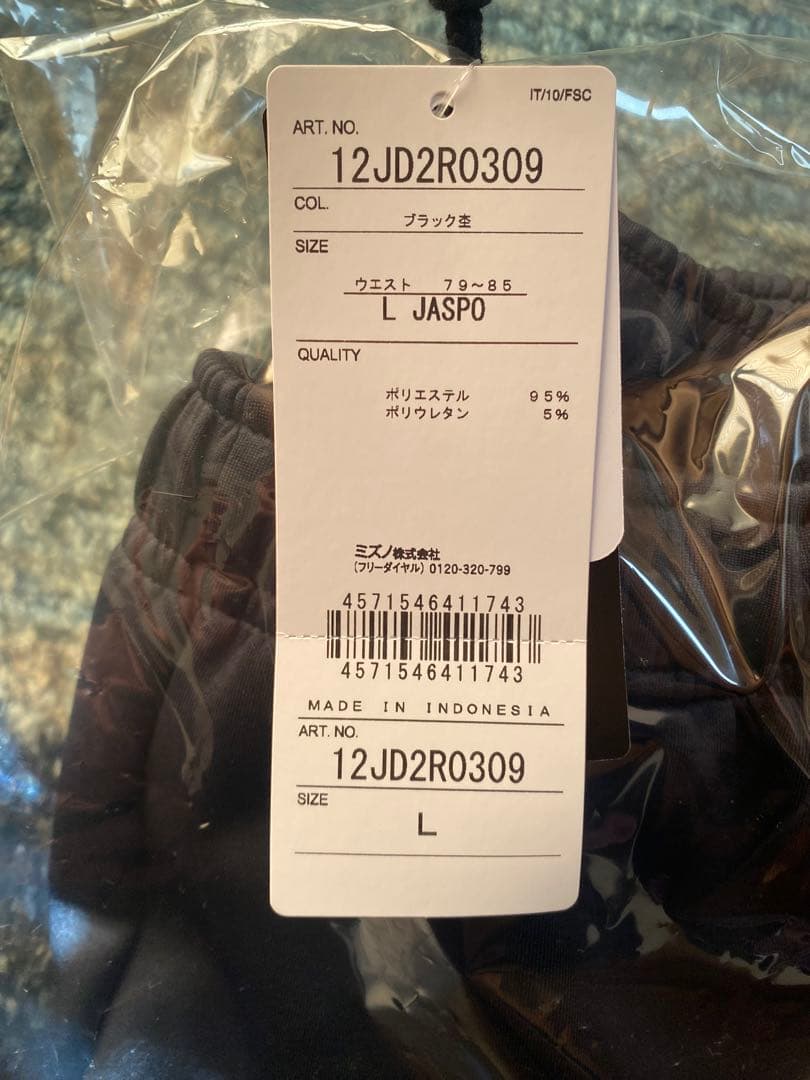 IT/10/FSC
ART. NO.
12JD2R0309
COL.
ブラック杢
SIZE
ウエスト 79～85
L JASPO
QUALITY
ポリエステル 95%
ポリウレタン 5%
ミズノ株式会社
(フリーダイヤル) 0120-320-799
4571546411743
4571546411743
MADE IN INDONESIA
ART. NO.
12JD2R0309
SIZE
L